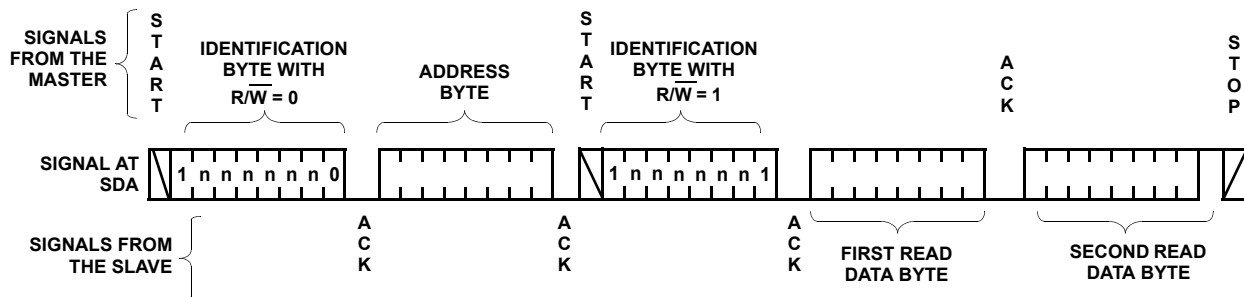 SIGNALS
FROM THE
MASTER
START
IDENTIFICATION
BYTE WITH
R/W = 0
ADDRESS
BYTE
START
IDENTIFICATION
BYTE WITH
R/W = 1
ACK
STOP
SIGNAL AT
SDA
1 n n n n n n 0
1 n n n n n n 1
SIGNALS FROM
THE SLAVE
ACK
ACK
ACK
FIRST READ
DATA BYTE
SECOND READ
DATA BYTE